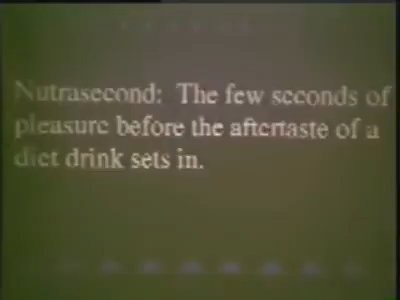 Nutrasecond: The few seconds of
pleasure before the aftertaste of a
diet drink sets in.